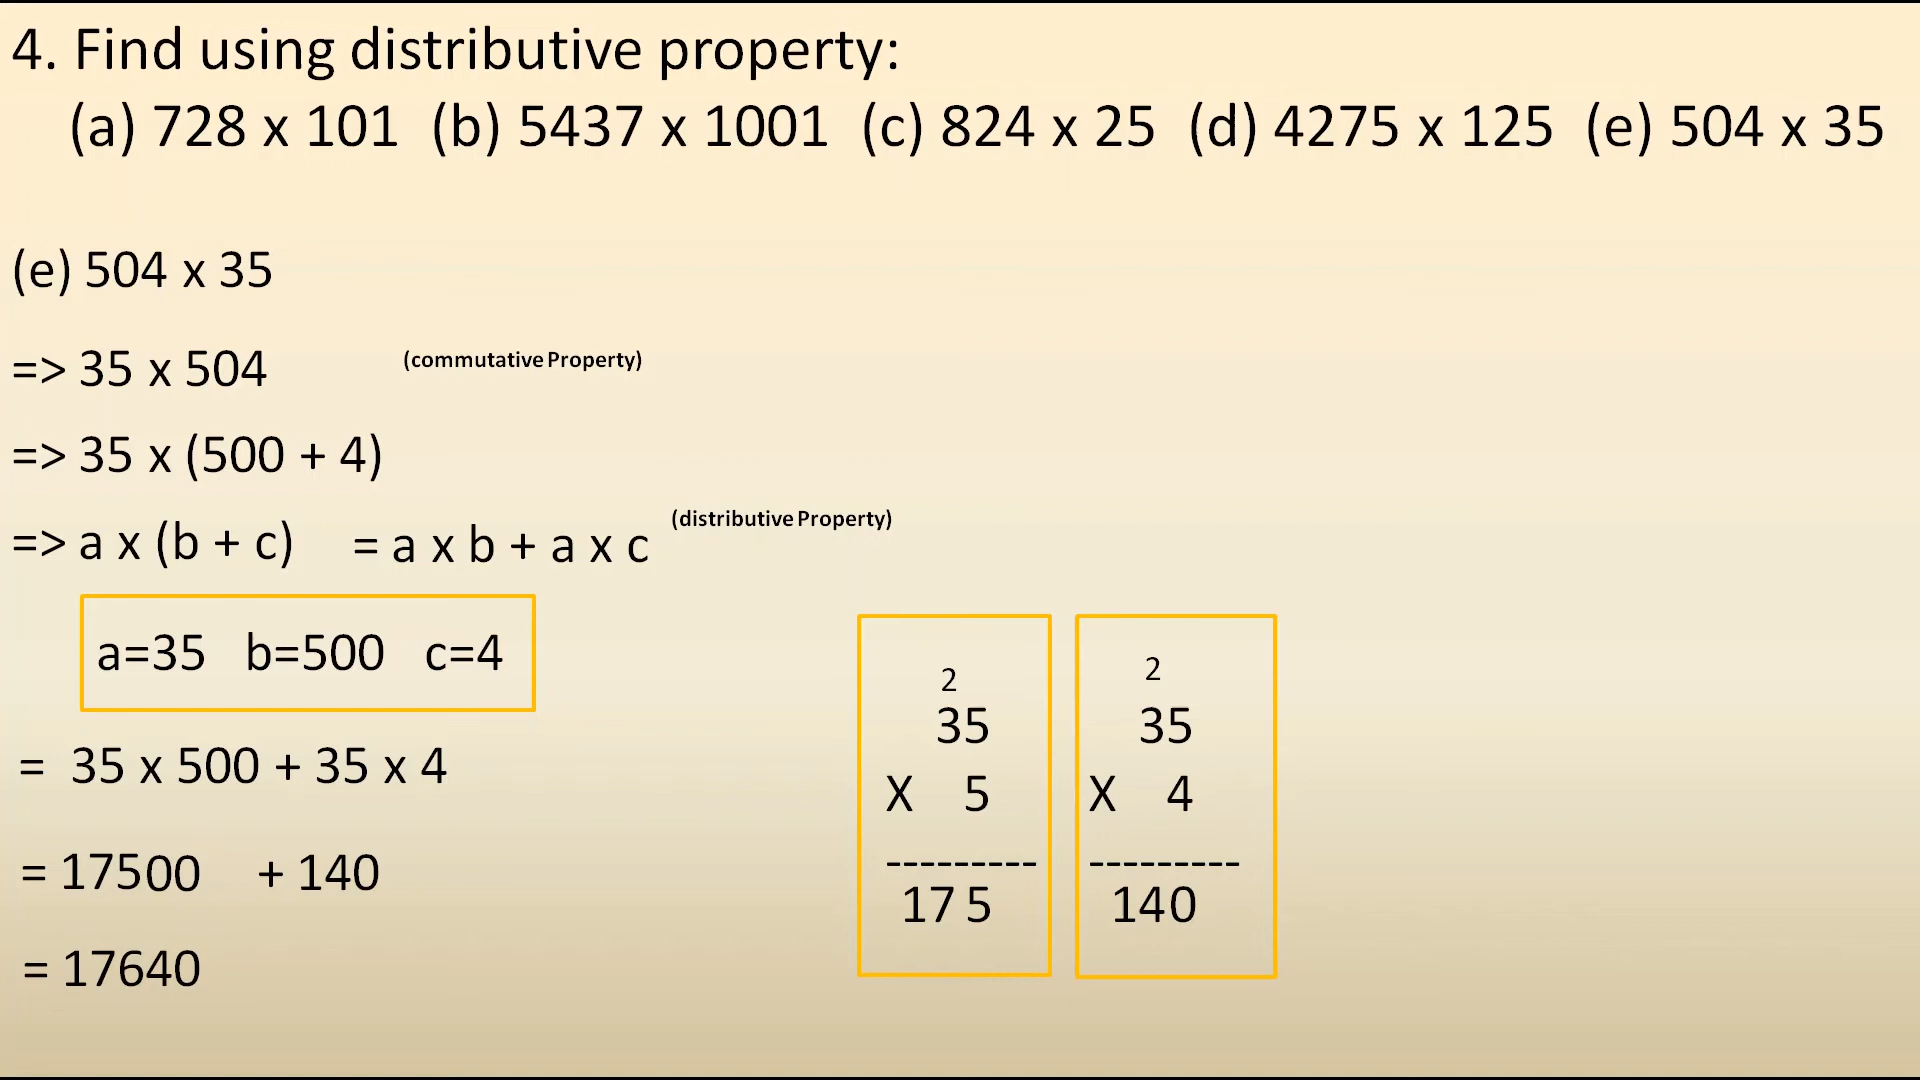 4. Find using distributive property:
(a) 728 x 101 (b) 5437 x 1001 (c) 824 x 25 (d) 4275 x 125 (e) 504 x 35
(e) 504 x 35
=> 35 x 504 (commutative Property)
=> 35 x (500 + 4)
=> a x (b + c) = a x b + a x c (distributive Property)
a=35 b=500 c=4
= 35 x 500 + 35 x 4
= 17500 + 140
= 17640
2
35
X 5
---------
17 5
2
35
X 4
---------
140